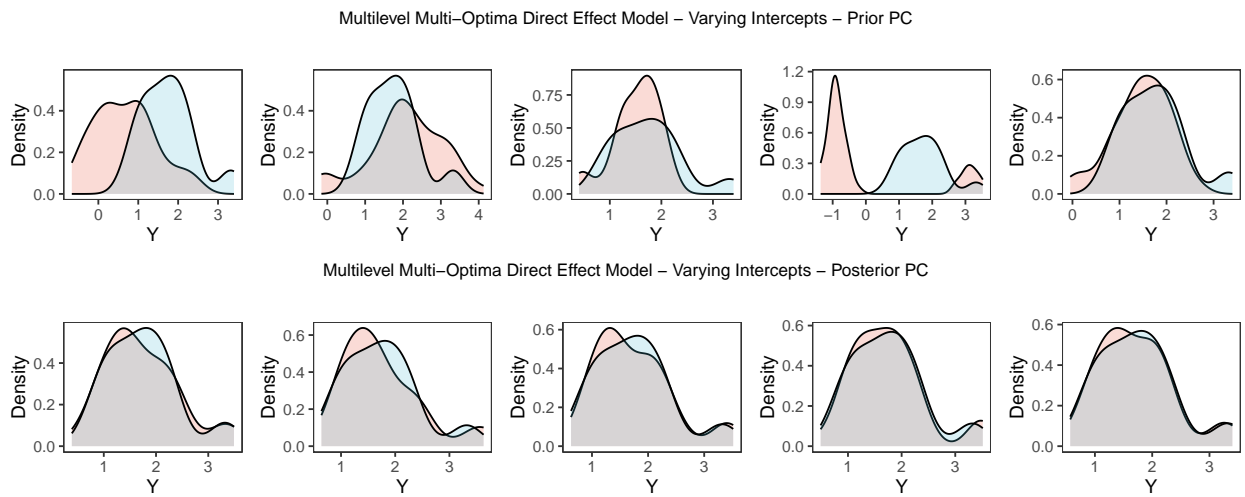 Multilevel Multi−Optima Direct Effect Model − Varying Intercepts − Prior PC
0.4
0.2
0.0
Density
0 1 2 3
Y
0.4
0.2
0.0
Density
0 1 2 3 4
Y
0.75
0.50
0.25
0.00
Density
1 2 3
Y
1.2
0.9
0.6
0.3
0.0
Density
−1 0 1 2 3
Y
0.6
0.4
0.2
0.0
Density
0 1 2 3
Y
Multilevel Multi−Optima Direct Effect Model − Varying Intercepts − Posterior PC
0.4
0.2
0.0
Density
1 2 3
Y
0.6
0.4
0.2
0.0
Density
1 2 3
Y
0.6
0.4
0.2
0.0
Density
1 2 3
Y
0.6
0.4
0.2
0.0
Density
1 2 3
Y
0.6
0.4
0.2
0.0
Density
1 2 3
Y